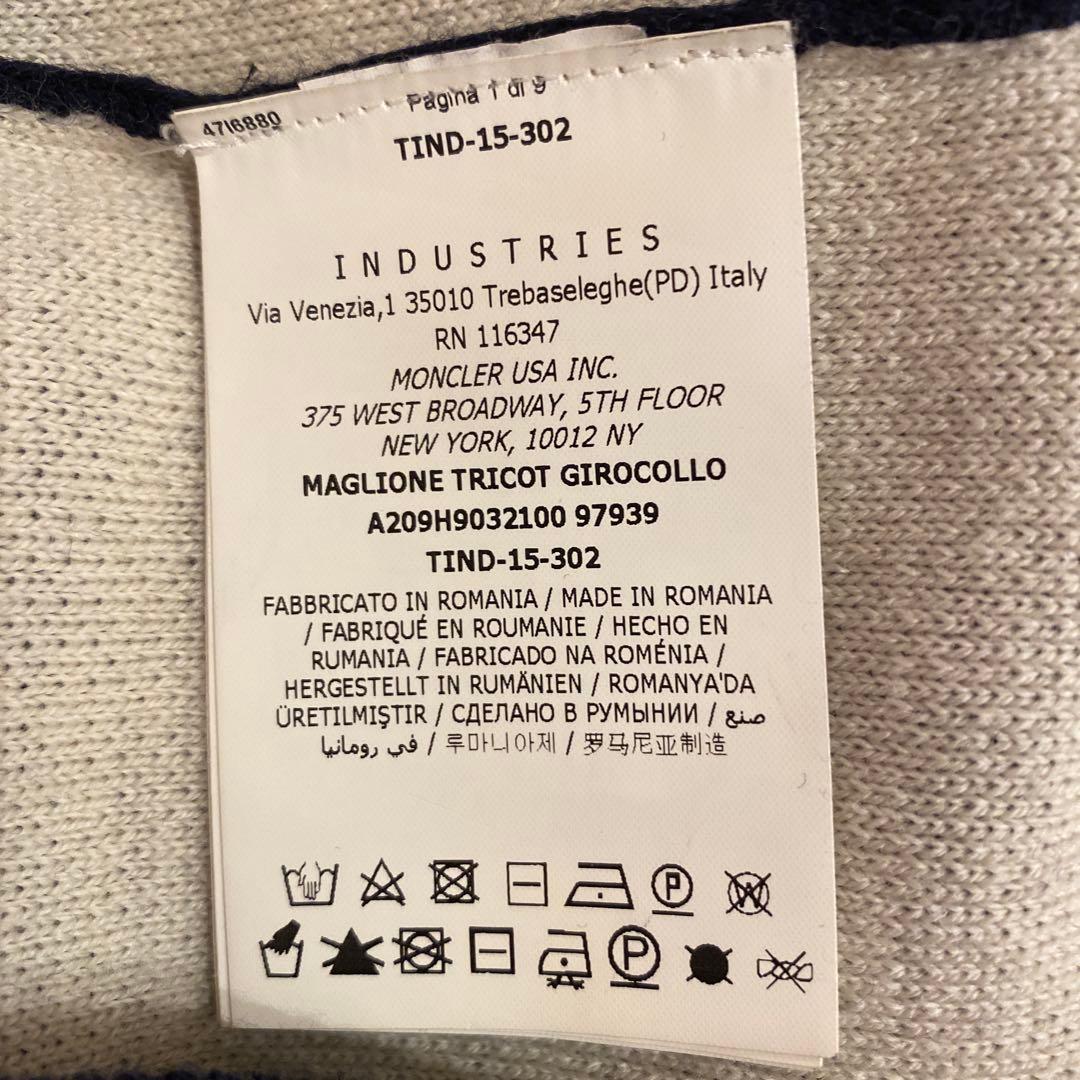 4716880
Pagina 1 di 9
TIND-15-302
INDUSTRIES
Via Venezia,1 35010 Trebaseleghe(PD) Italy
RN 116347
MONCLER USA INC.
375 WEST BROADWAY, 5TH FLOOR
NEW YORK, 10012 NY
MAGLIONE TRICOT GIROCOLLO
A209H9032100 97939
TIND-15-302
FABBRICATO IN ROMANIA / MADE IN ROMANIA
/ FABRIQUÉ EN ROUMANIE / HECHO EN
RUMANIA / FABRICADO NA ROMÉNIA /
HERGESTELLT IN RUMÄNIEN / ROMANYA'DA
ÜRETILMIŞTIR / СДЕЛАНО В РУМЫНИИ / صنع
في رومانيا / 루마니아제 / 罗马尼亚制造
P W
P